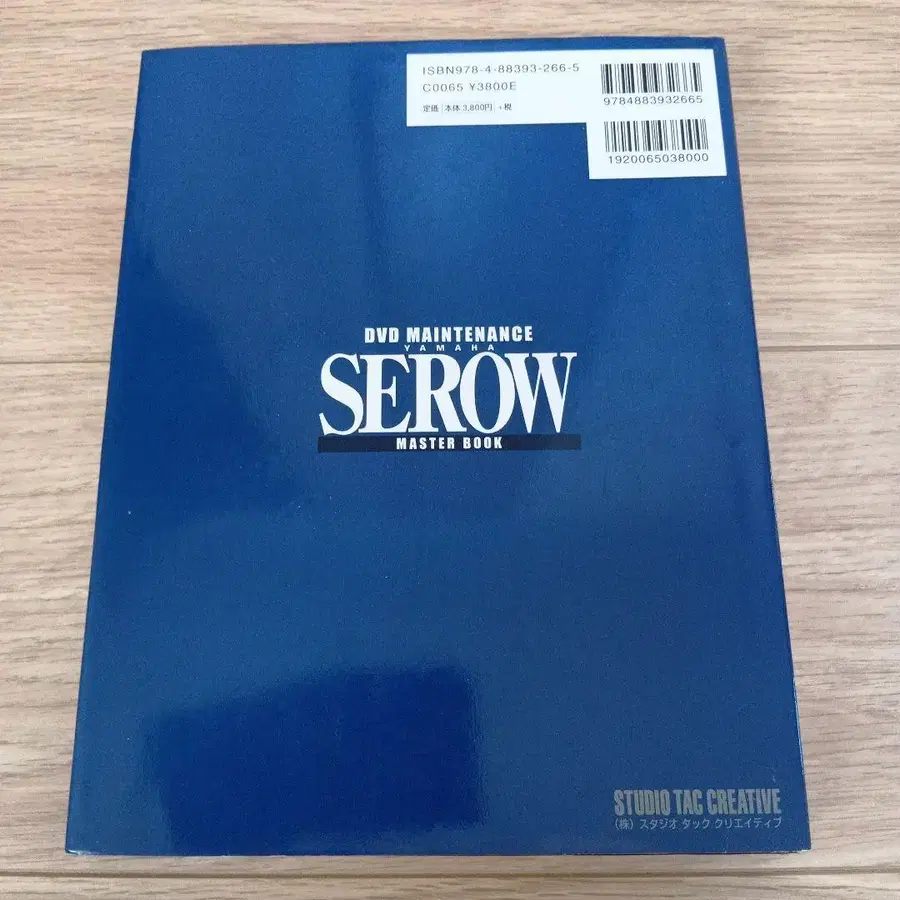 ISBN978-4-88393-266-5
C0065 ¥3800E
定価 本体 3,800円 +税
9784883932665
1920065038000
DVD MAINTENANCE
YAMAHA
SEROW
MASTER BOOK
STUDIO TAC CREATIVE
(株) スタジオ タック クリエイティブ